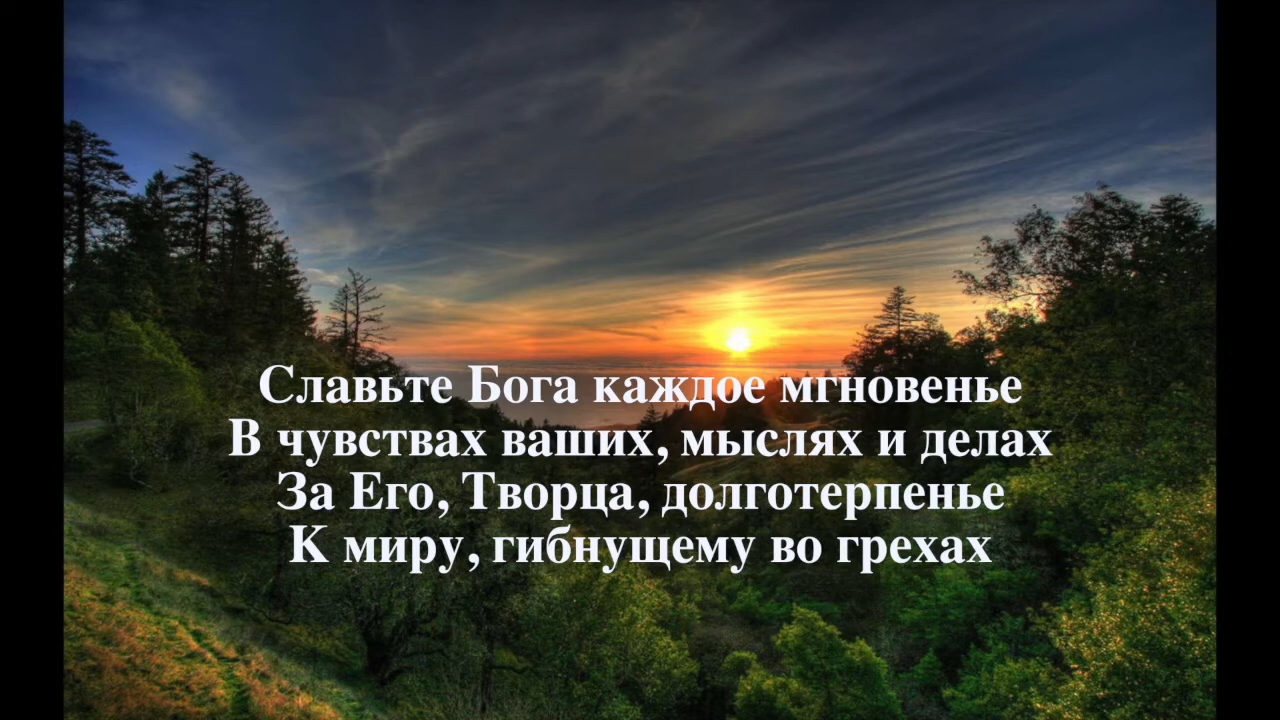 Славьте Бога каждое мгновенье
В чувствах ваших, мыслях и делах
За Его, Творца, долготерпенье
К миру, гибнущему во грехах